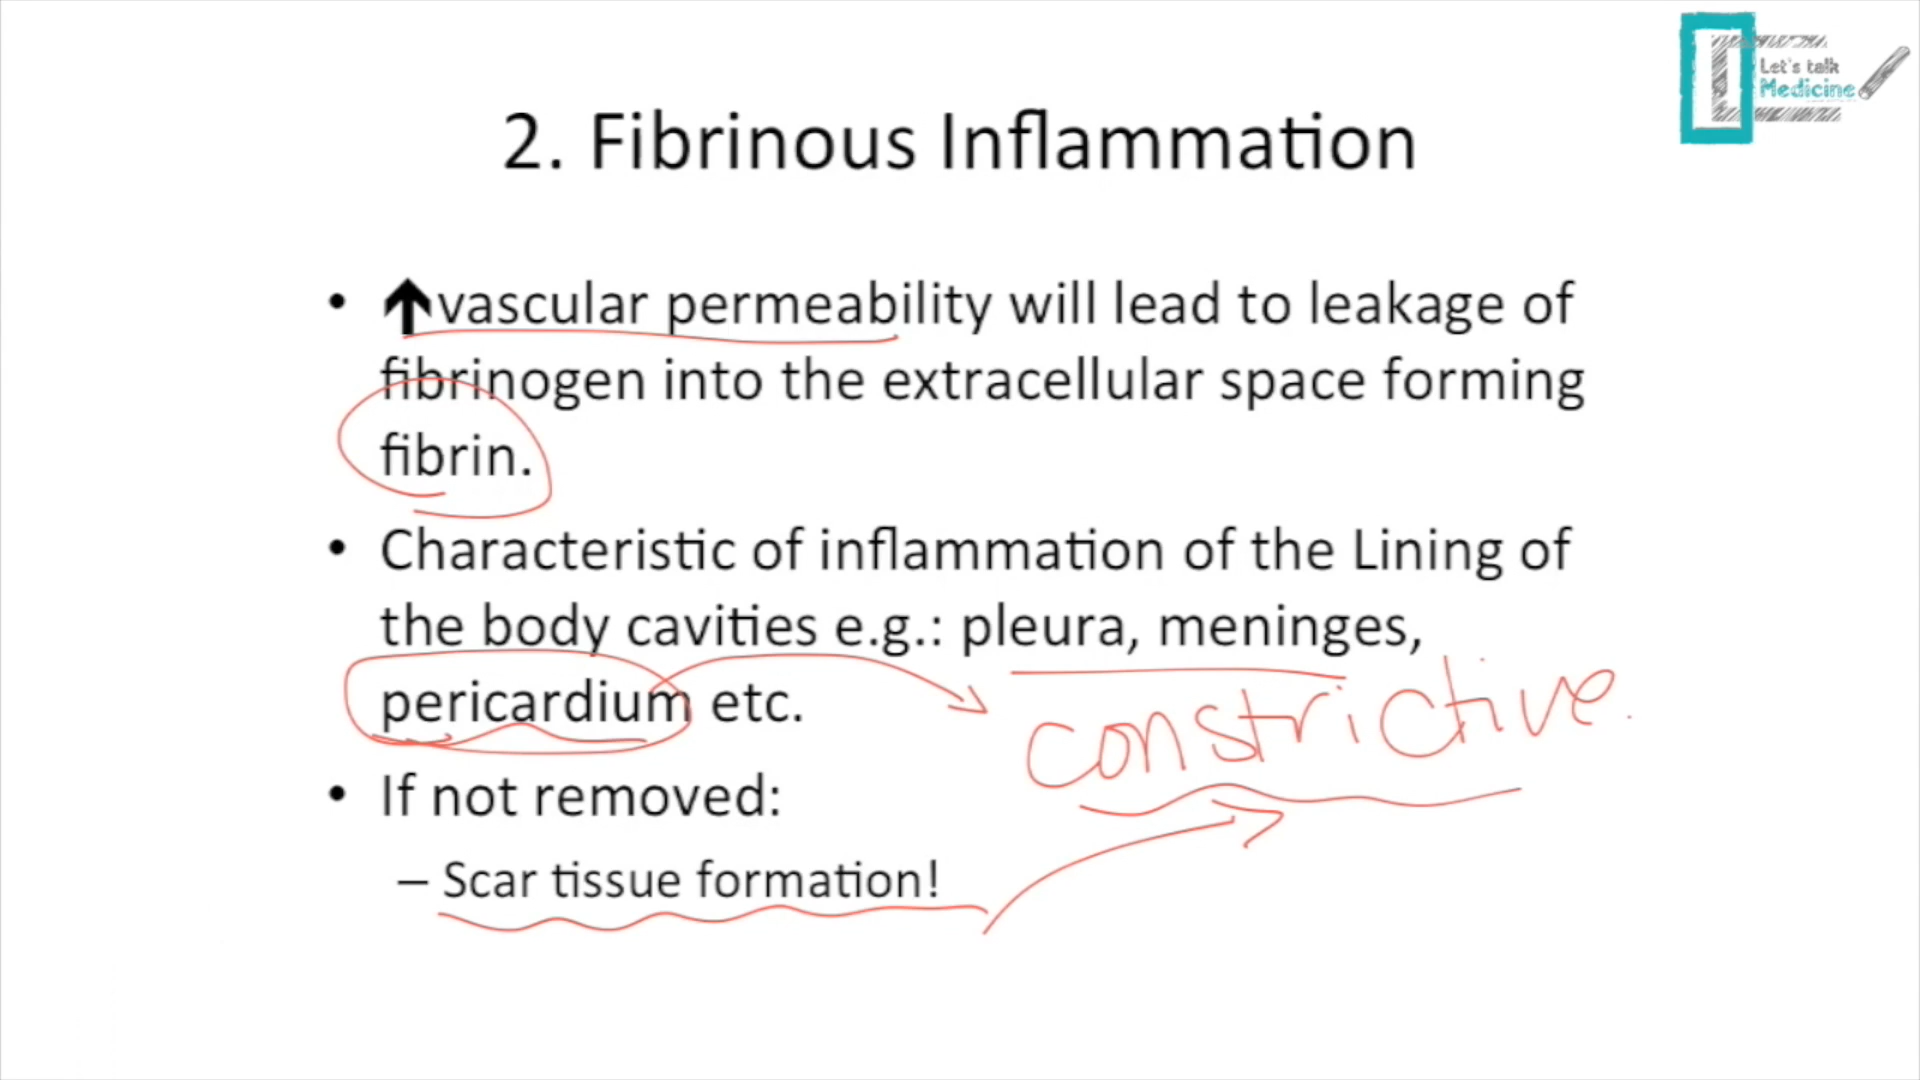 Let's talk
Medicine
2. Fibrinous Inflammation
• ↑vascular permeability will lead to leakage of
fibrinogen into the extracellular space forming
fibrin.
• Characteristic of inflammation of the Lining of
the body cavities e.g.: pleura, meninges,
pericardium etc.
constrictive.
• If not removed:
– Scar tissue formation!